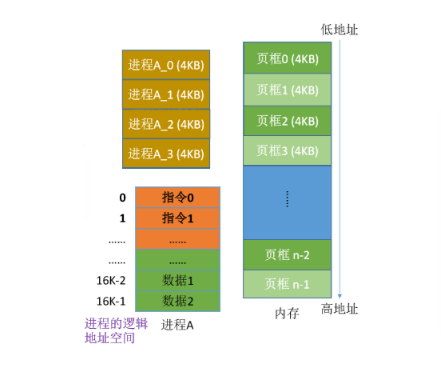 低地址
进程A_0 (4KB)
进程A_1 (4KB)
进程A_2 (4KB)
进程A_3 (4KB)
页框0 (4KB)
页框1 (4KB)
页框2 (4KB)
页框3 (4KB)
……
页框 n-2
页框 n-1
内存
高地址
0 指令0
1 指令1
…… ……
…… ……
16K-2 数据1
16K-1 数据2
进程的逻辑
地址空间
进程A